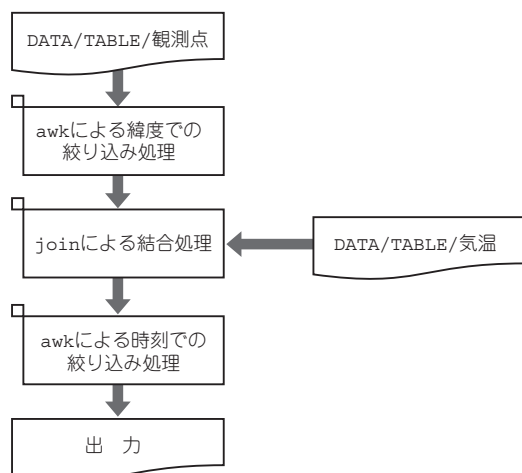 DATA/TABLE/観測点
awkによる緯度での
絞り込み処理
joinによる結合処理
DATA/TABLE/気温
awkによる時刻での
絞り込み処理
出　力